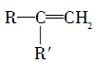 R—C=CH₂
R′